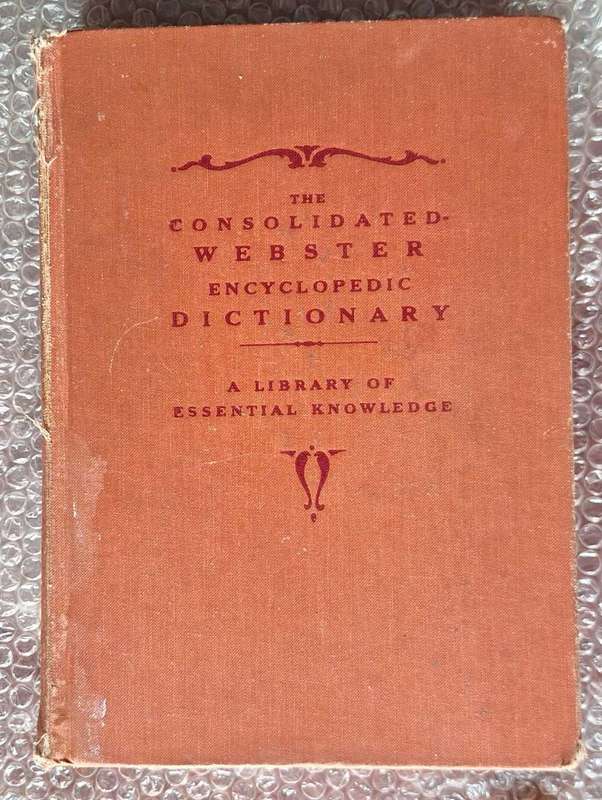 THE
CONSOLIDATED-
WEBSTER
ENCYCLOPEDIC
DICTIONARY
A LIBRARY OF
ESSENTIAL KNOWLEDGE